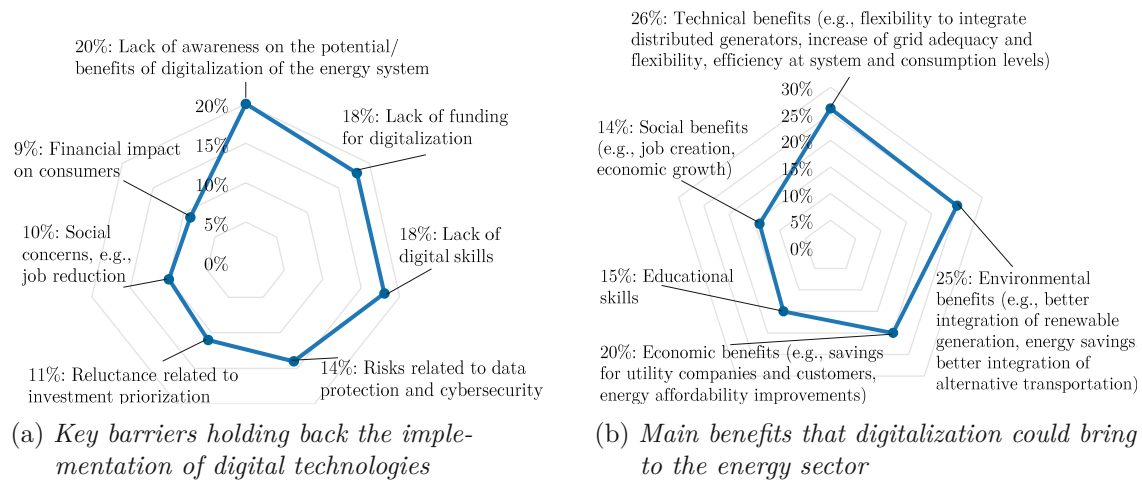 20%: Lack of awareness on the potential/
benefits of digitalization of the energy system
20%
15%
10%
5%
0%
18%: Lack of funding
for digitalization
9%: Financial impact
on consumers
18%: Lack of
digital skills
10%: Social
concerns, e.g.,
job reduction
14%: Risks related to data
protection and cybersecurity
11%: Reluctance related to
investment priorization
(a) Key barriers holding back the imple-
mentation of digital technologies
26%: Technical benefits (e.g., flexibility to integrate
distributed generators, increase of grid adequacy and
flexibility, efficiency at system and consumption levels)
30%
25%
20%
15%
10%
5%
0%
14%: Social benefits
(e.g., job creation,
economic growth)
15%: Educational
skills
25%: Environmental
benefits (e.g., better
integration of renewable
generation, energy savings
better integration of
alternative transportation)
20%: Economic benefits (e.g., savings
for utility companies and customers,
energy affordability improvements)
(b) Main benefits that digitalization could bring
to the energy sector